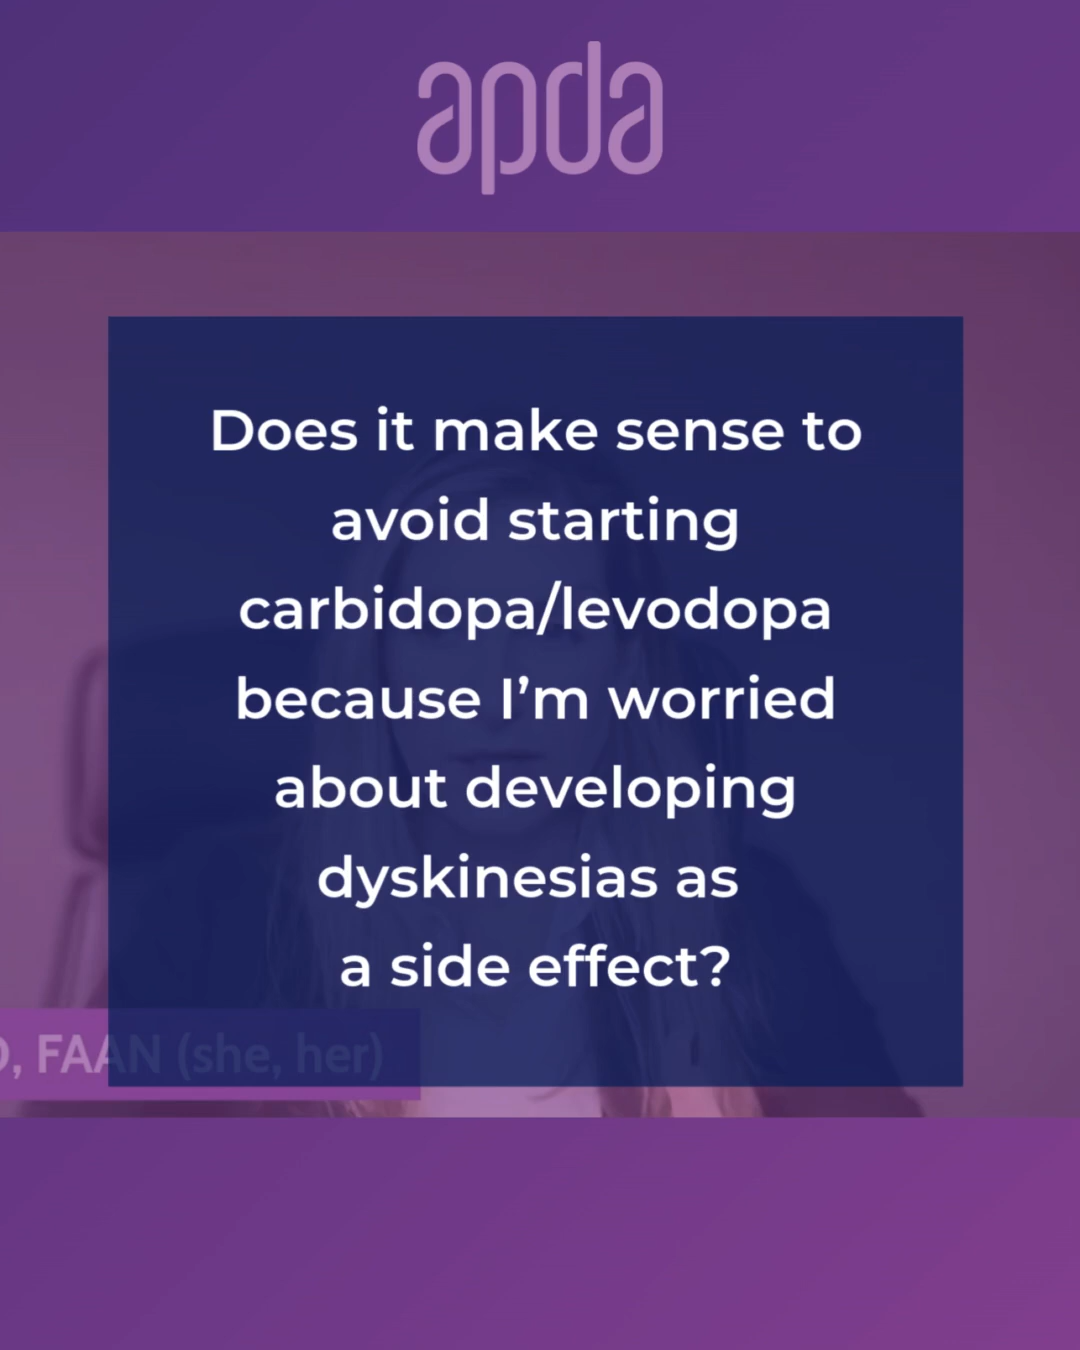 apda
Does it make sense to
avoid starting
carbidopa/levodopa
because I’m worried
about developing
dyskinesias as
a side effect?
, FAAN (she, her)